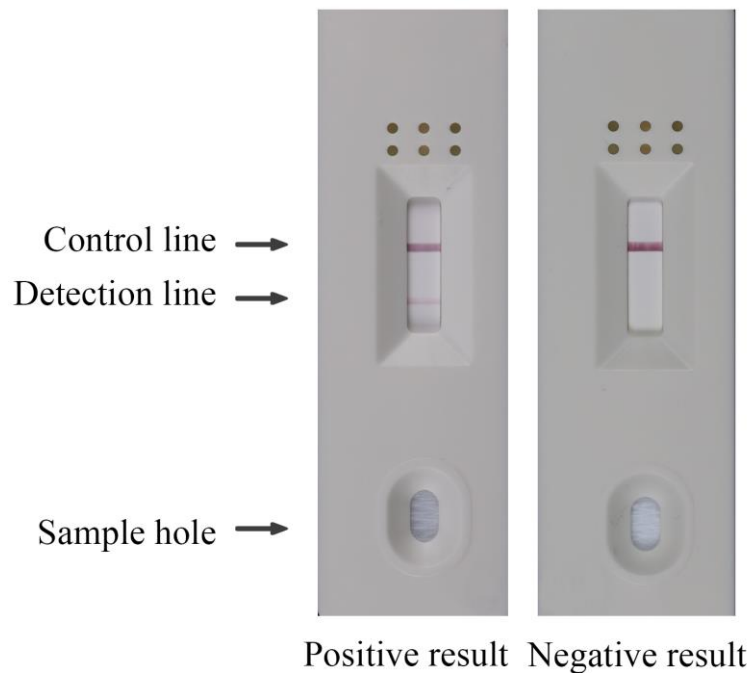 Control line
Detection line
Sample hole
Positive result
Negative result